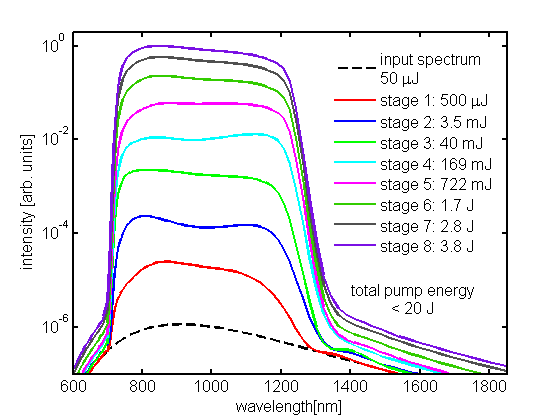 10^0
10^-2
10^-4
10^-6
intensity [arb. units]
input spectrum
50 μJ
stage 1: 500 μJ
stage 2: 3.5 mJ
stage 3: 40 mJ
stage 4: 169 mJ
stage 5: 722 mJ
stage 6: 1.7 J
stage 7: 2.8 J
stage 8: 3.8 J
total pump energy
< 20 J
600 800 1000 1200 1400 1600 1800
wavelength[nm]